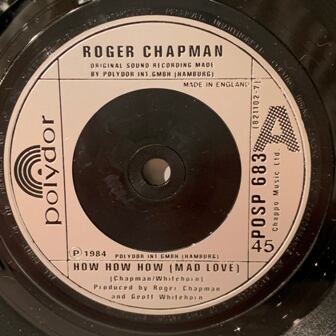 ROGER CHAPMAN
ORIGINAL SOUND RECORDING MADE
BY POLYDOR INT.GMBH (HAMBURG)
MADE IN ENGLAND
polydor
A
(821102-7)
POSP 683
Chappo Music Ltd
45
℗ 1984 POLYDOR INT.GMBH (HAMBURG)
HOW HOW HOW (MAD LOVE)
(Chapman/Whitehorn)
Produced by Roger Chapman
and Geoff Whitehorn